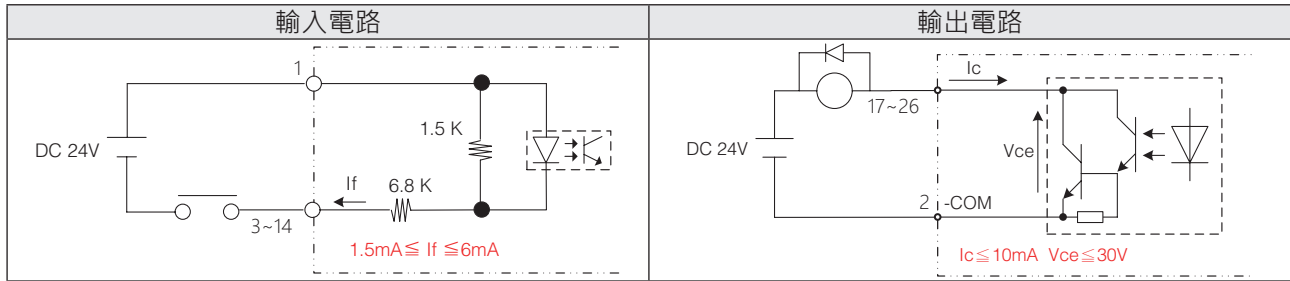 輸入電路
輸出電路
1
DC 24V
1.5 K
If
6.8 K
3~14
1.5mA≦ If ≦6mA
Ic
17~26
DC 24V
Vce
2
-COM
Ic≦10mA Vce≦30V